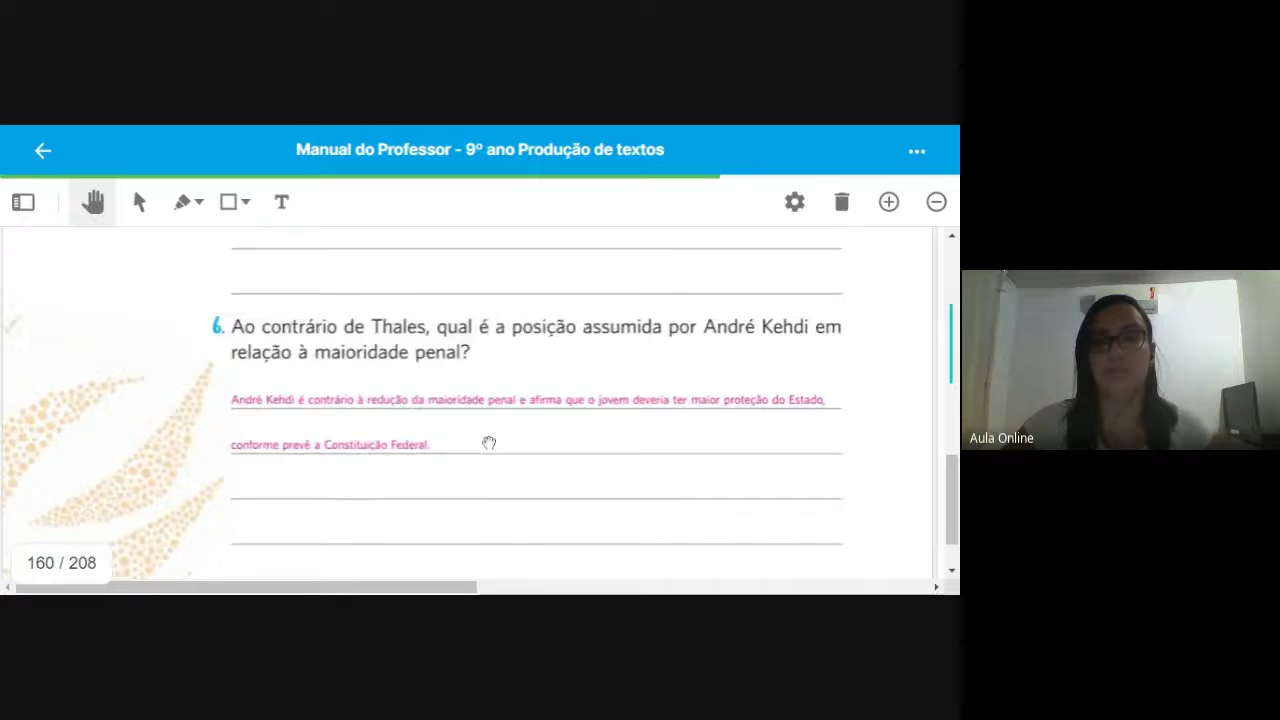 Manual do Professor - 9º ano Produção de textos
T
6. Ao contrário de Thales, qual é a posição assumida por André Kehdi em
relação à maioridade penal?
André Kehdi é contrário à redução da maioridade penal e afirma que o jovem deveria ter maior proteção do Estado,
conforme prevê a Constituição Federal.
Aula Online
160 / 208